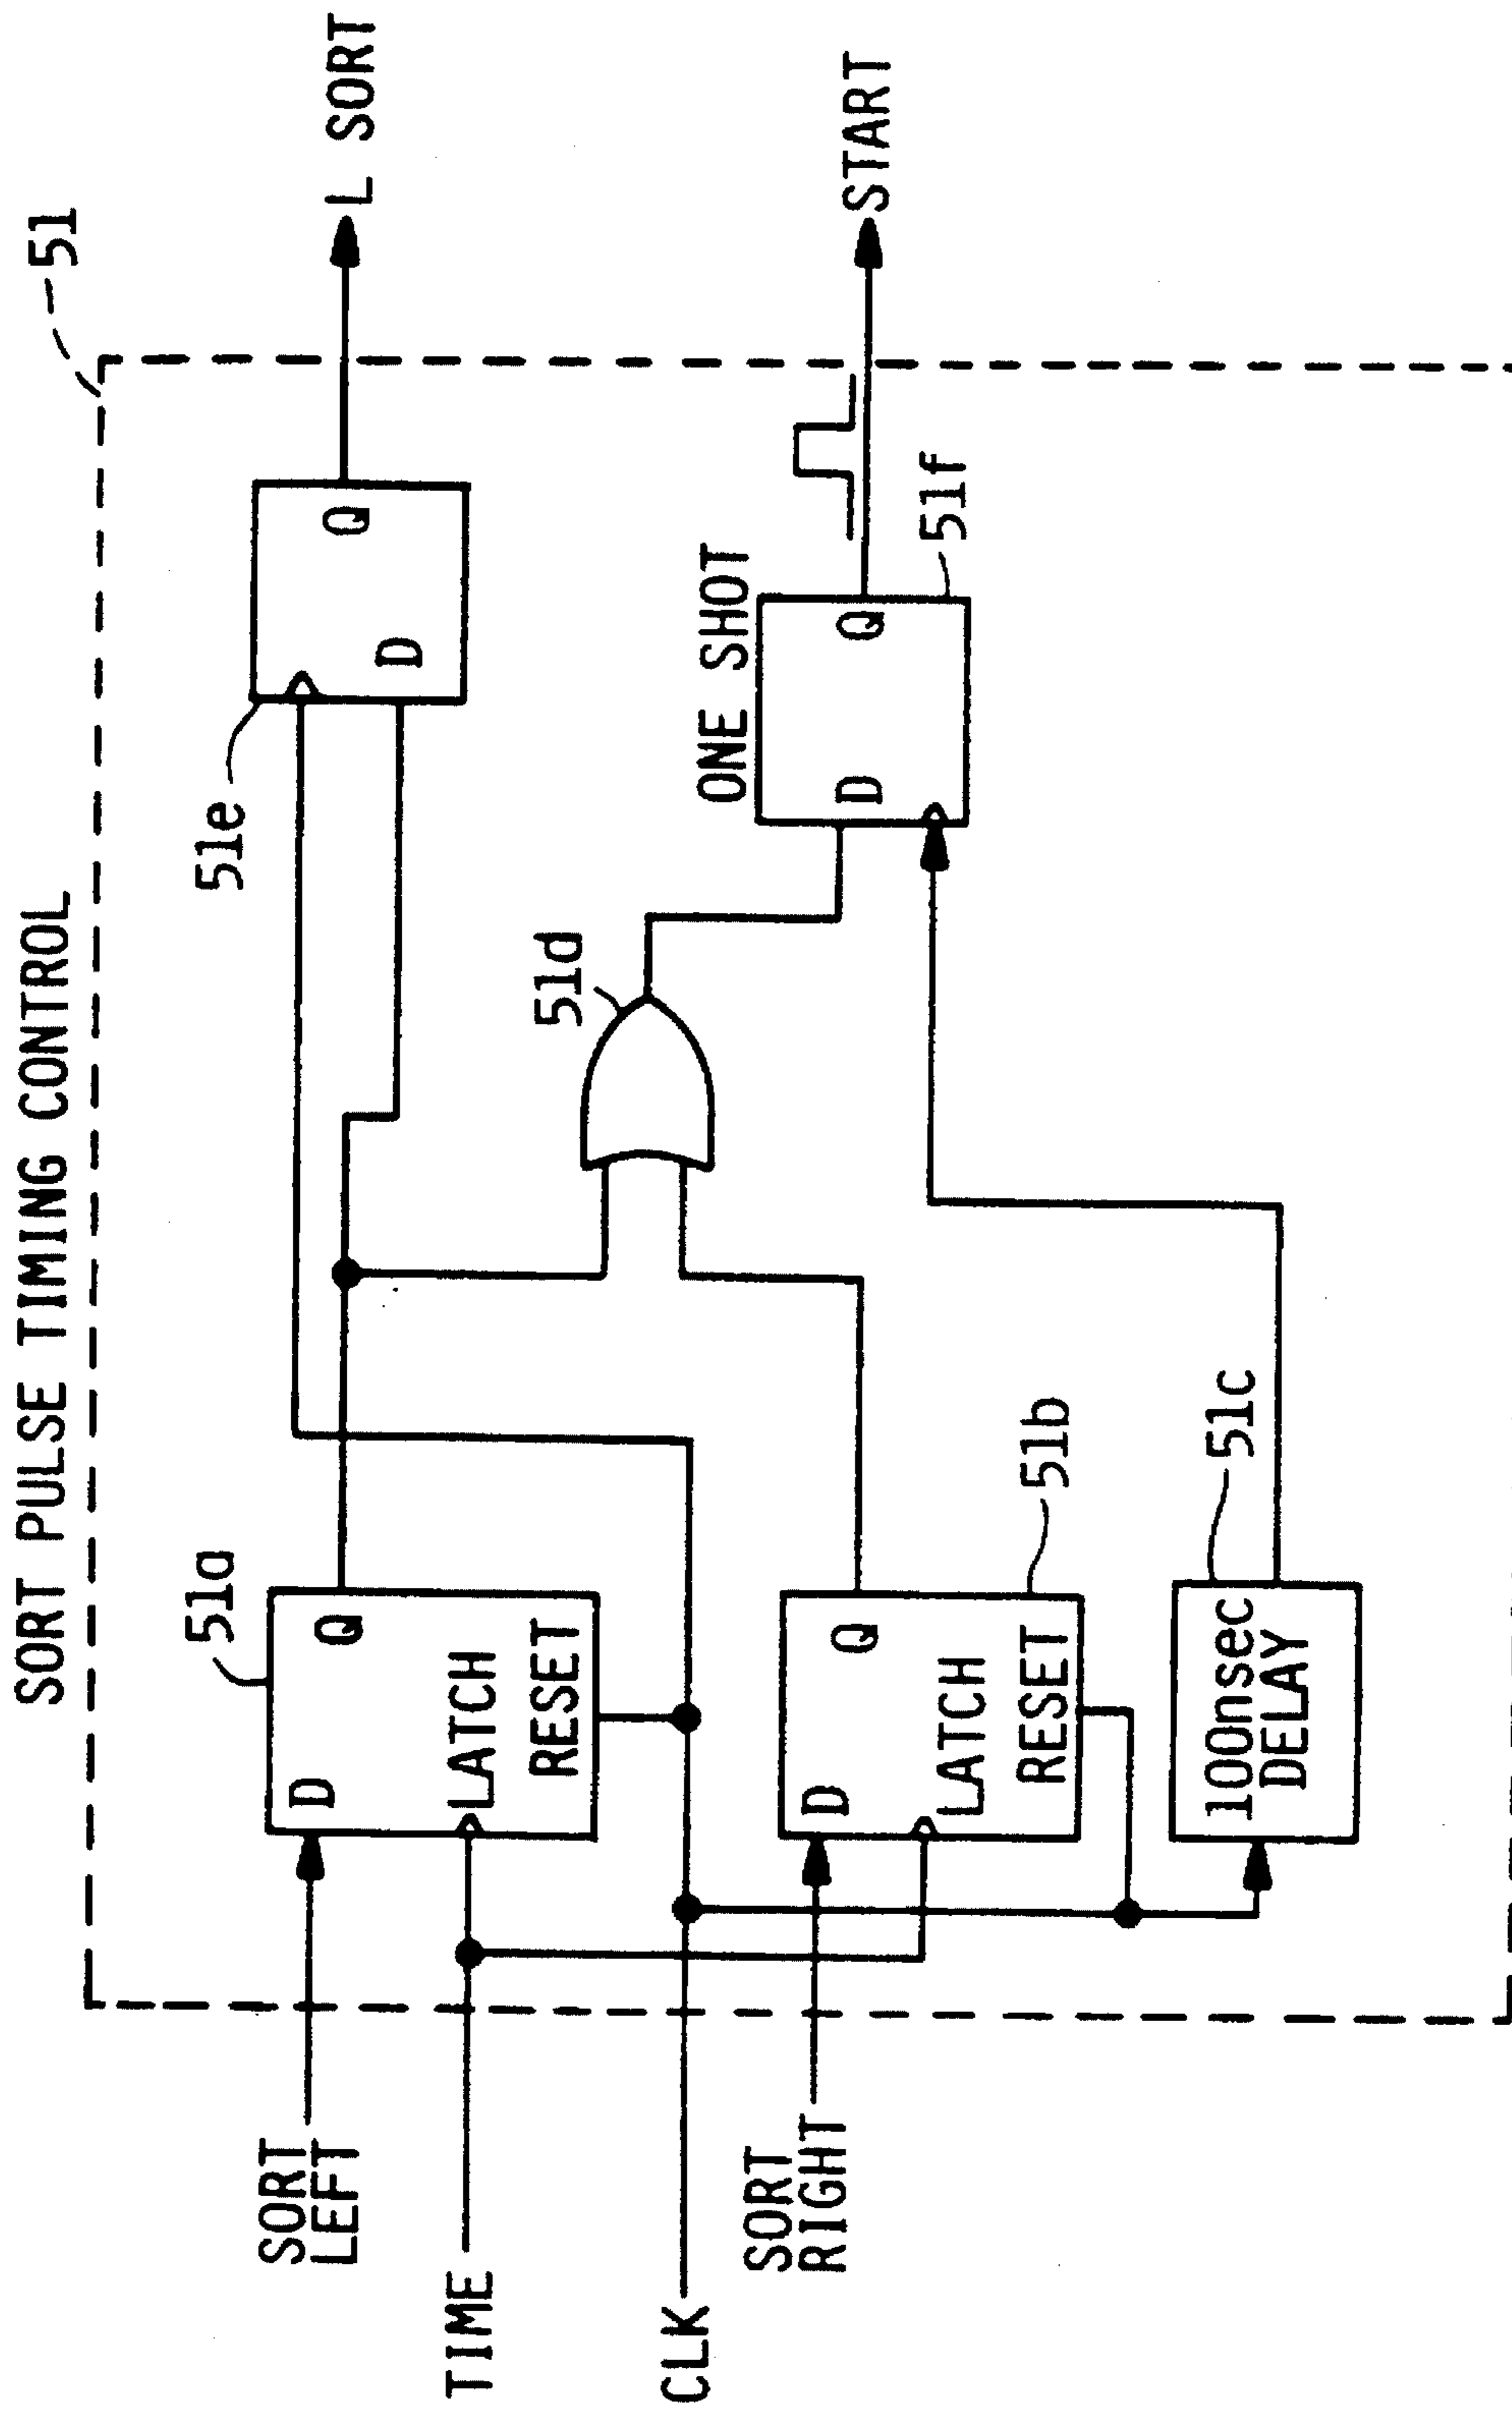 SORT PULSE TIMING CONTROL
51
SORT
LEFT
TIME
CLK
SORT
RIGHT
51a
D
Q
LATCH
RESET
51b
D
Q
LATCH
RESET
51c
100nsec
DELAY
51d
51e
D
Q
L SORT
ONE SHOT
D
Q
51f
START